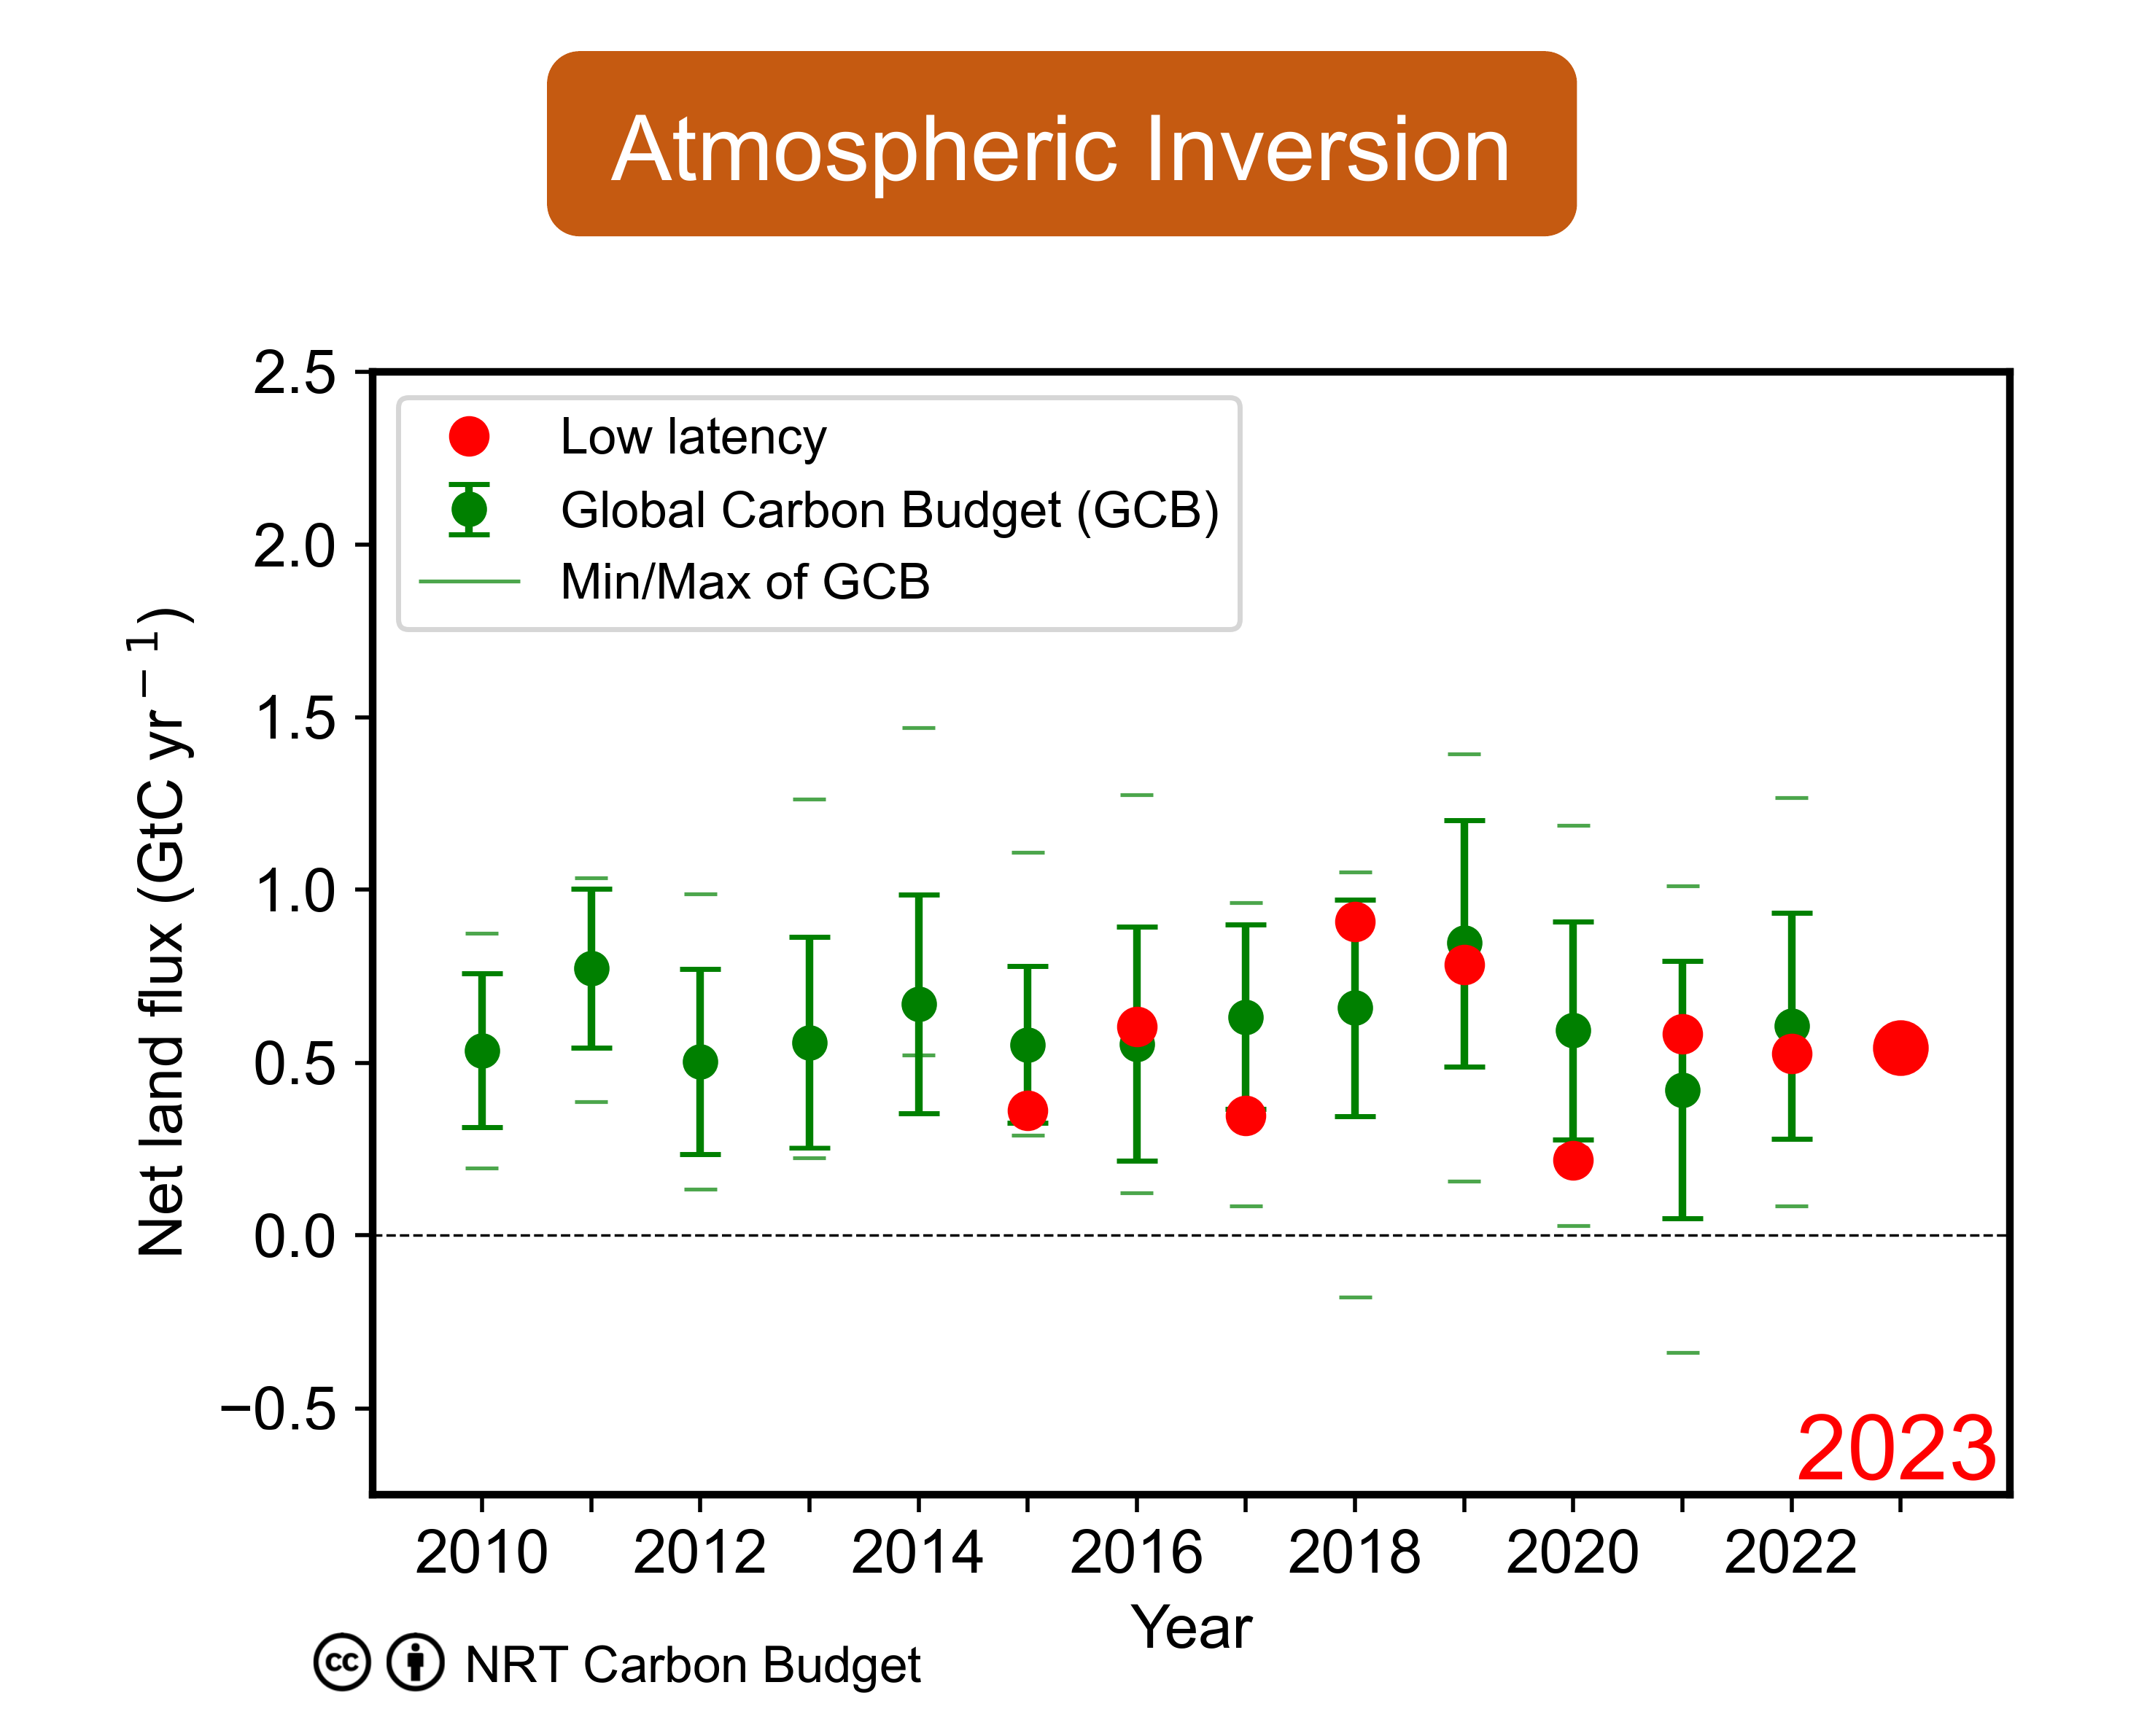 Atmospheric Inversion
2.5
2.0
1.5
1.0
0.5
0.0
−0.5
Net land flux (GtC yr⁻¹)
Low latency
Global Carbon Budget (GCB)
Min/Max of GCB
2023
2010 2012 2014 2016 2018 2020 2022
Year
cc NRT Carbon Budget